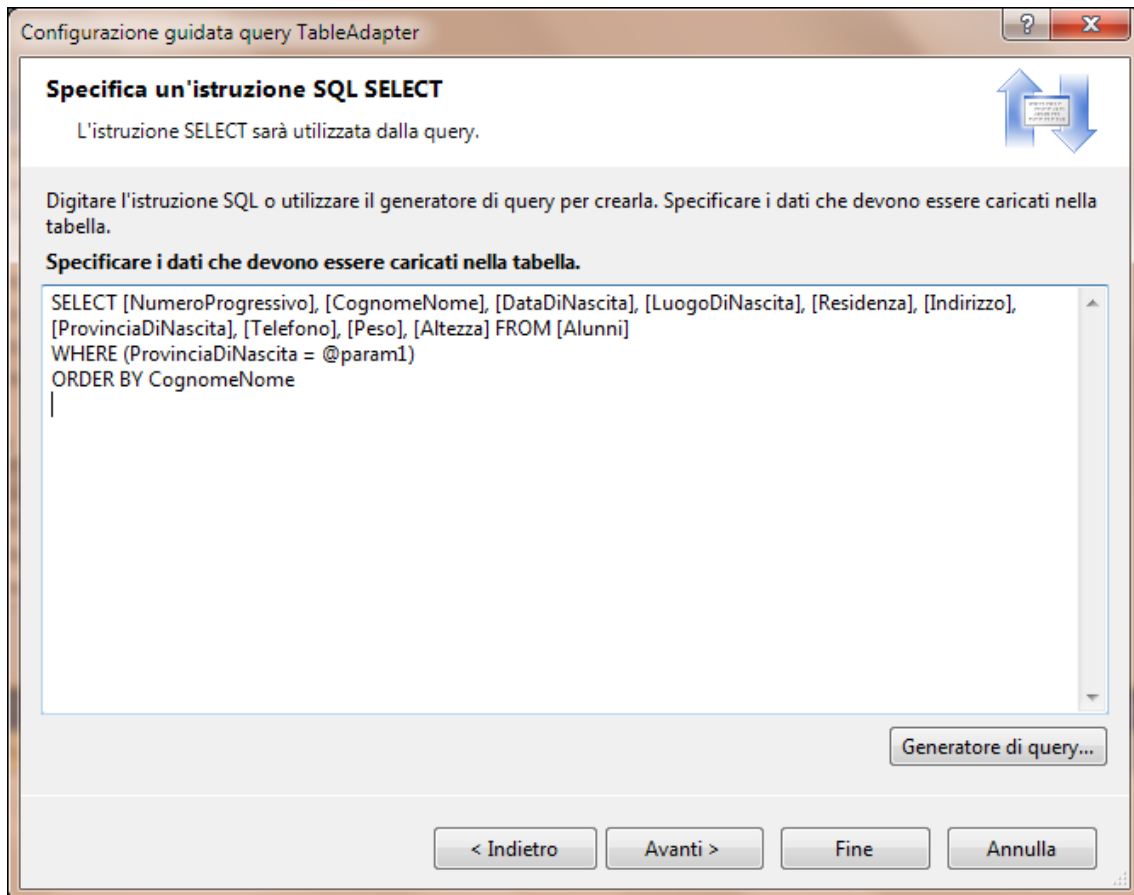 Configurazione guidata query TableAdapter
Specifica un'istruzione SQL SELECT
L'istruzione SELECT sarà utilizzata dalla query.
Digitare l'istruzione SQL o utilizzare il generatore di query per crearla. Specificare i dati che devono essere caricati nella
tabella.
Specificare i dati che devono essere caricati nella tabella.
SELECT [NumeroProgressivo], [CognomeNome], [DataDiNascita], [LuogoDiNascita], [Residenza], [Indirizzo],
[ProvinciaDiNascita], [Telefono], [Peso], [Altezza] FROM [Alunni]
WHERE (ProvinciaDiNascita = @param1)
ORDER BY CognomeNome
Generatore di query...
< Indietro
Avanti >
Fine
Annulla